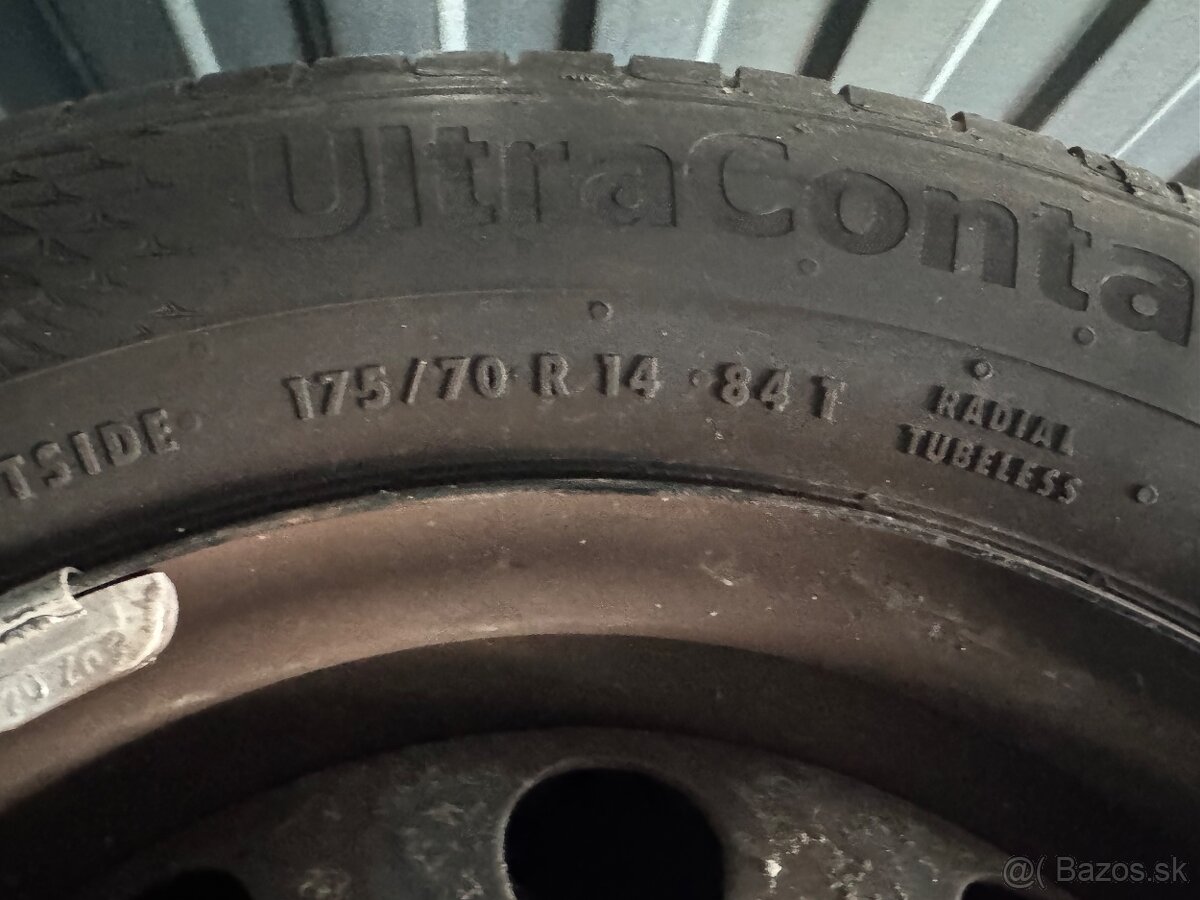 UltraConta
TSIDE 175/70 R 14 84 T RADIAL
TUBELESS
@( Bazos.sk